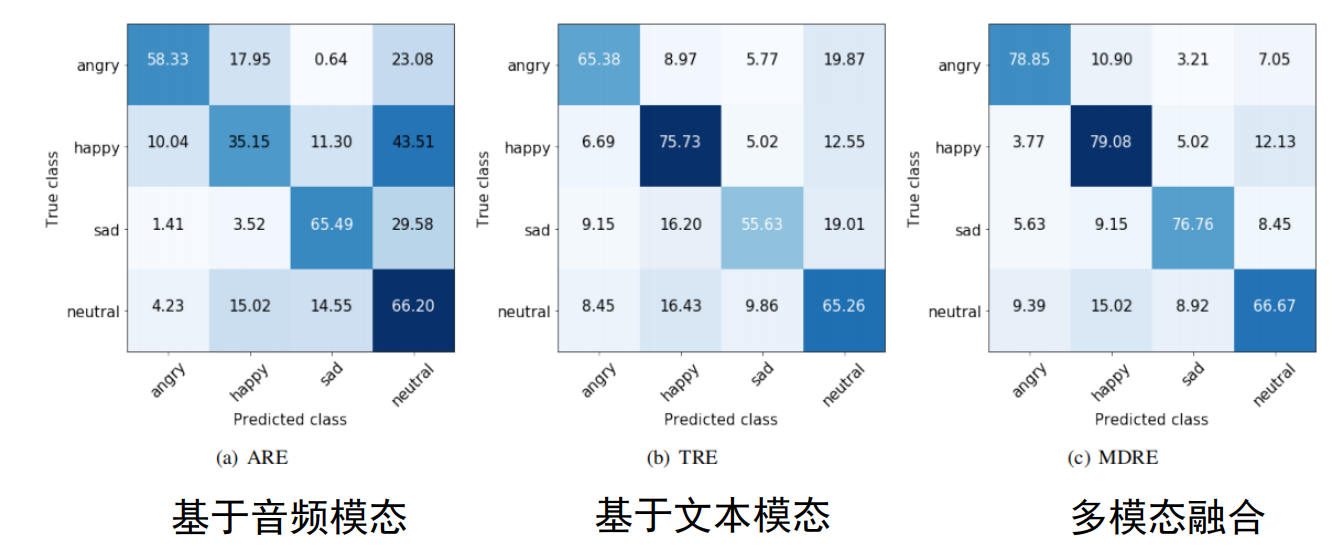 True class
angry 58.33 17.95 0.64 23.08
happy 10.04 35.15 11.30 43.51
sad 1.41 3.52 65.49 29.58
neutral 4.23 15.02 14.55 66.20
angry happy sad neutral
Predicted class
(a) ARE
基于音频模态
True class
angry 65.38 8.97 5.77 19.87
happy 6.69 75.73 5.02 12.55
sad 9.15 16.20 55.63 19.01
neutral 8.45 16.43 9.86 65.26
angry happy sad neutral
Predicted class
(b) TRE
基于文本模态
True class
angry 78.85 10.90 3.21 7.05
happy 3.77 79.08 5.02 12.13
sad 5.63 9.15 76.76 8.45
neutral 9.39 15.02 8.92 66.67
angry happy sad neutral
Predicted class
(c) MDRE
多模态融合